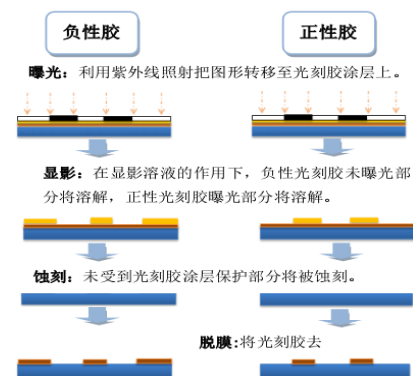 负性胶
正性胶
曝光：利用紫外线照射把图形转移至光刻胶涂层上。
显影：在显影溶液的作用下，负性光刻胶未曝光部
分将溶解，正性光刻胶曝光部分将溶解。
蚀刻：未受到光刻胶涂层保护部分将被蚀刻。
脱膜:将光刻胶去